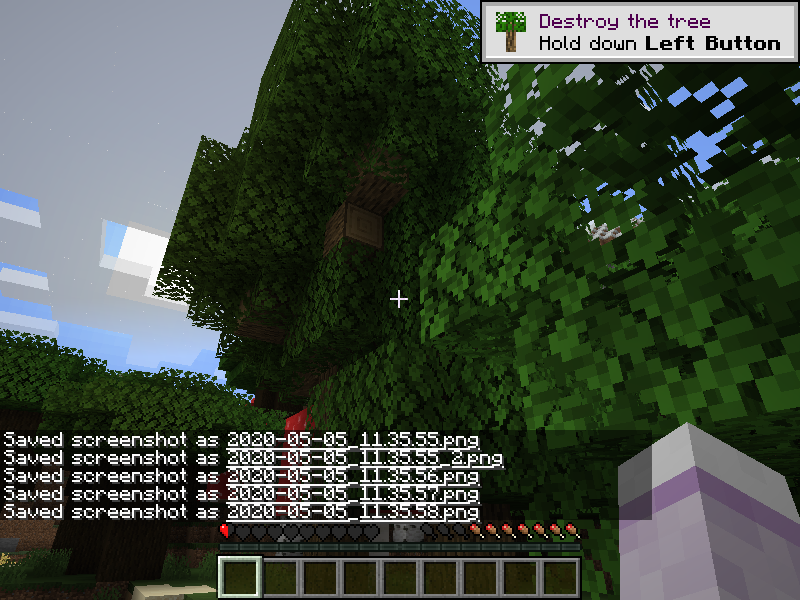 Destroy the tree
Hold down Left Button
Saved screenshot as 2020-05-05_11.35.55.png
Saved screenshot as 2020-05-05_11.35.55_2.png
Saved screenshot as 2020-05-05_11.35.56.png
Saved screenshot as 2020-05-05_11.35.57.png
Saved screenshot as 2020-05-05_11.35.58.png